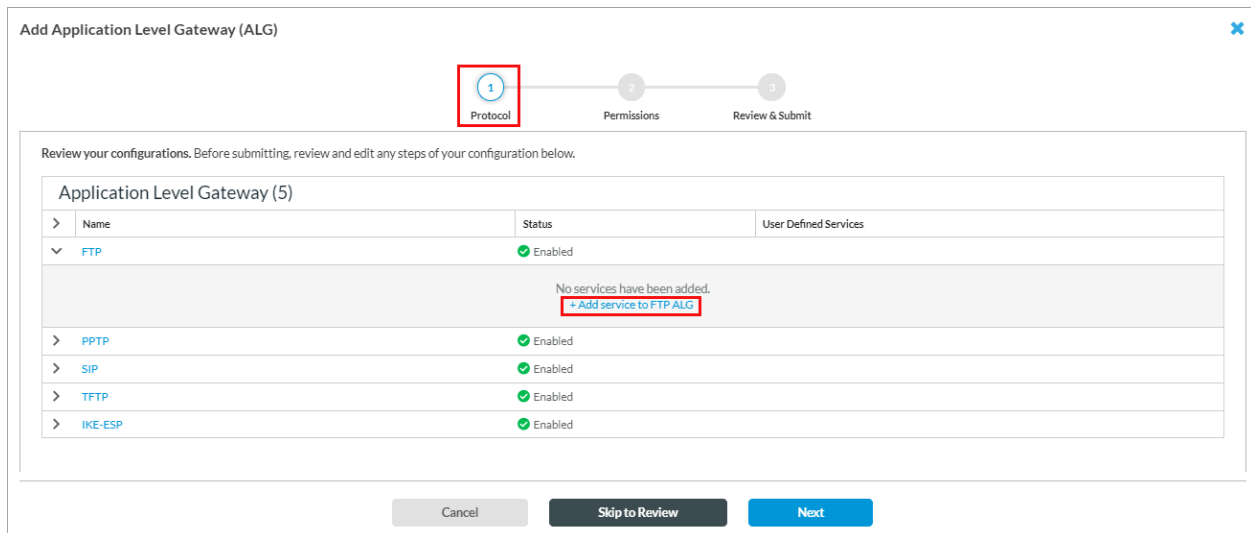 Add Application Level Gateway (ALG)
1
2
3
Protocol
Permissions
Review & Submit
Review your configurations. Before submitting, review and edit any steps of your configuration below.
Application Level Gateway (5)
Name Status User Defined Services
FTP Enabled
No services have been added.
+ Add service to FTP ALG
PPTP Enabled
SIP Enabled
TFTP Enabled
IKE-ESP Enabled
Cancel Skip to Review Next